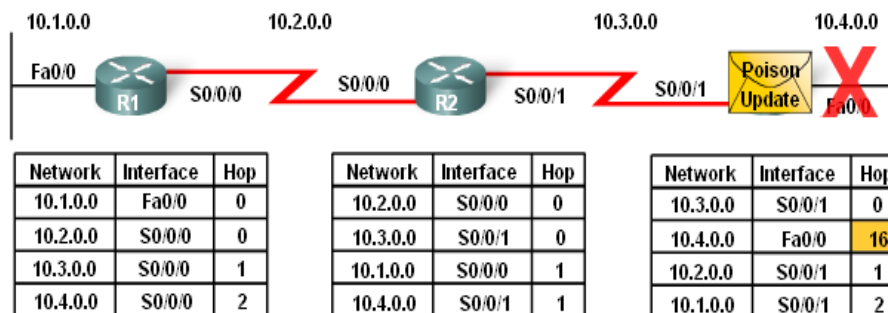 10.1.0.0 10.2.0.0 10.3.0.0 10.4.0.0
Fa0/0 R1 S0/0/0 S0/0/0 R2 S0/0/1 S0/0/1 Poison Update Fa0/0
Network Interface Hop
10.1.0.0 Fa0/0 0
10.2.0.0 S0/0/0 0
10.3.0.0 S0/0/0 1
10.4.0.0 S0/0/0 2
Network Interface Hop
10.2.0.0 S0/0/0 0
10.3.0.0 S0/0/1 0
10.1.0.0 S0/0/0 1
10.4.0.0 S0/0/1 1
Network Interface Hop
10.3.0.0 S0/0/1 0
10.4.0.0 Fa0/0 16
10.2.0.0 S0/0/1 1
10.1.0.0 S0/0/1 2